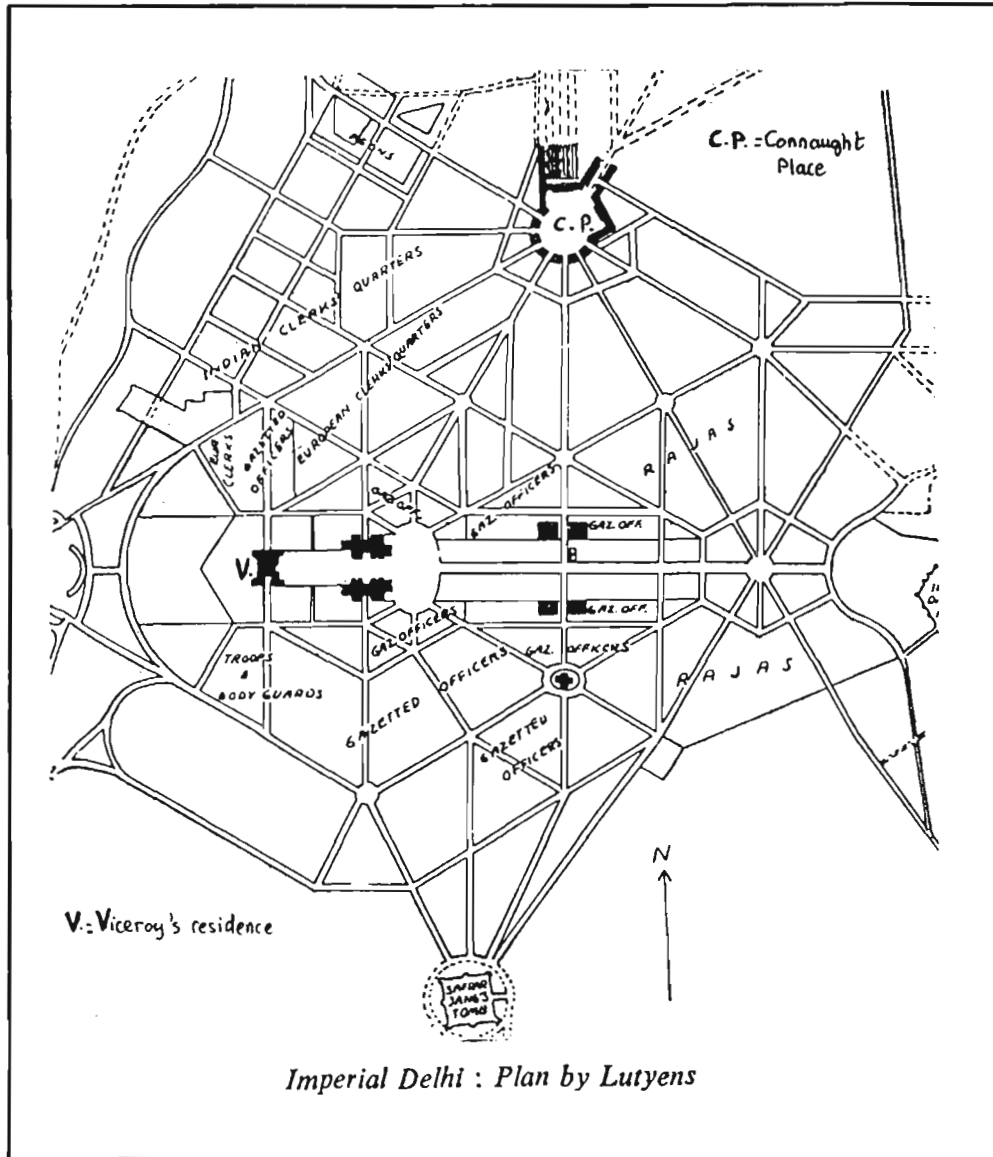 PEONS
C.P. = Connaught
Place
C.P.
INDIAN CLERKS' QUARTERS
EUROPEAN CLERKS' QUARTERS
EUR.
CLERKS
GAZETTED
OFFICERS
RAJAS
GAZ. OFFICERS
GAZ. OFF.
V.
GAZ. OFF.
GAZ. OFFICERS
GAZ. OFFICERS
TROOPS
&
BODY GUARDS
GAZETTED OFFICERS
RAJAS
GAZETTED
OFFICERS
N
V. = Viceroy's residence
SAFDAR
JANG'S
TOMB
Imperial Delhi : Plan by Lutyens